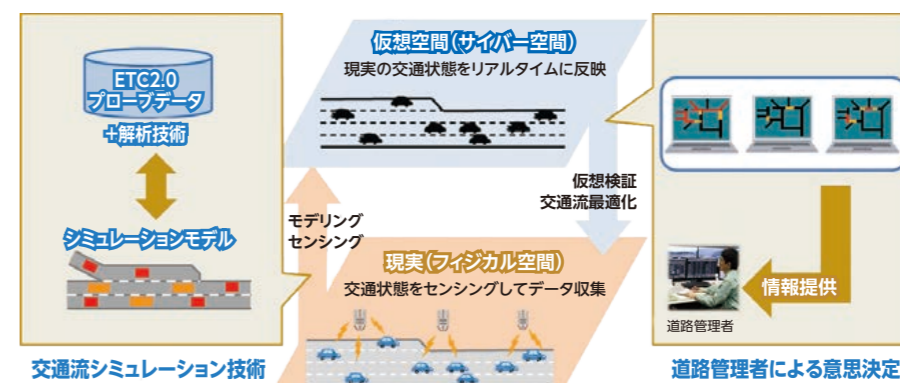 ETC2.0
プローブデータ
+解析技術
シミュレーションモデル
交通流シミュレーション技術
仮想空間(サイバー空間)
現実の交通状態をリアルタイムに反映
モデリング
センシング
仮想検証
交通流最適化
現実(フィジカル空間)
交通状態をセンシングしてデータ収集
情報提供
道路管理者
道路管理者による意思決定